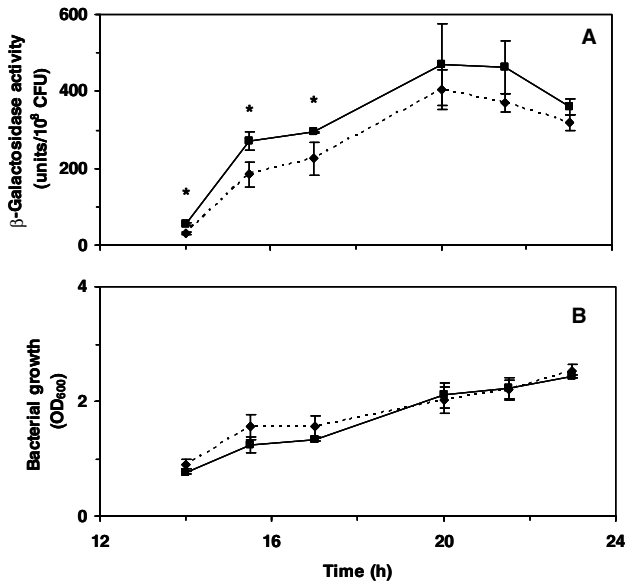 600
A
400
200
0
β-Galactosidase activity
(units/10⁸ CFU)
*
*
*
4
B
2
0
Bacterial growth
(OD₆₀₀)
12
16
20
24
Time (h)